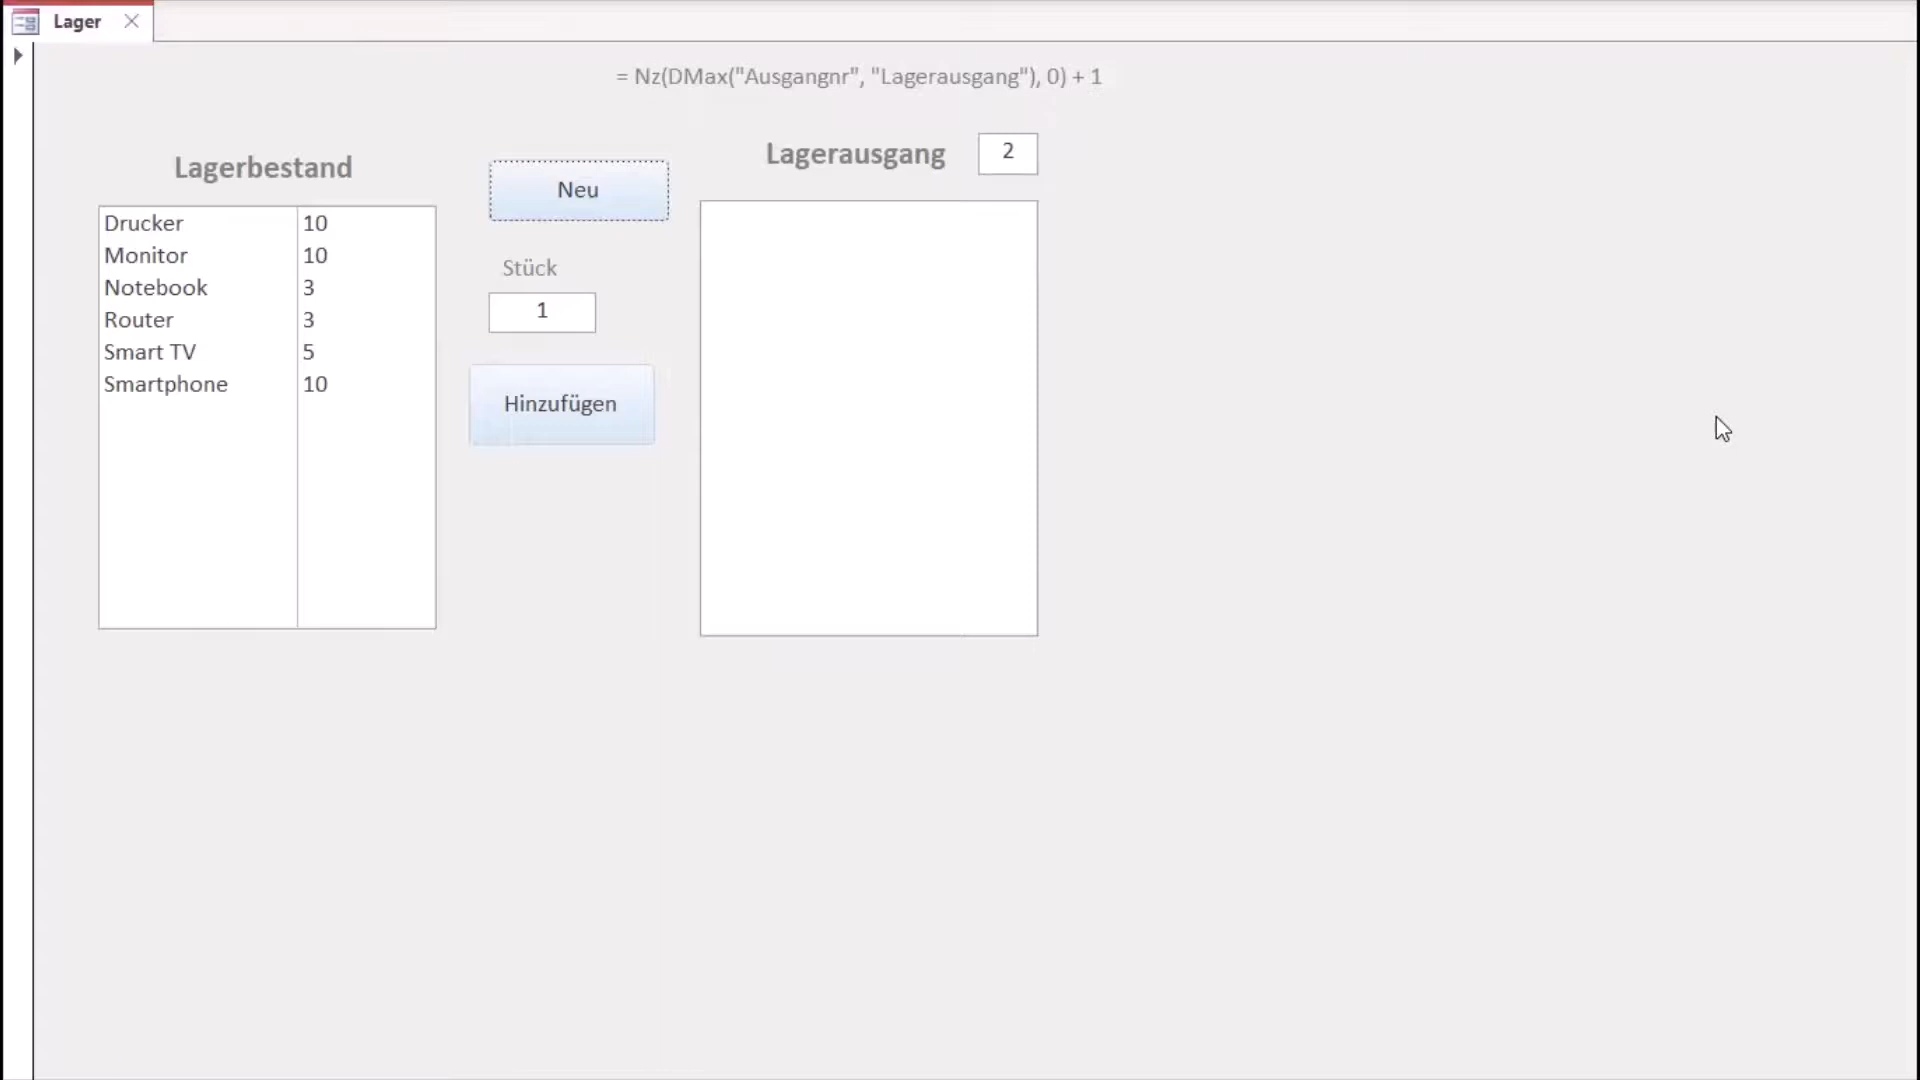 Lager
= Nz(DMax("Ausgangnr", "Lagerausgang"), 0) + 1
Lagerbestand
Drucker 10
Monitor 10
Notebook 3
Router 3
Smart TV 5
Smartphone 10
Neu
Stück
1
Hinzufügen
Lagerausgang 2